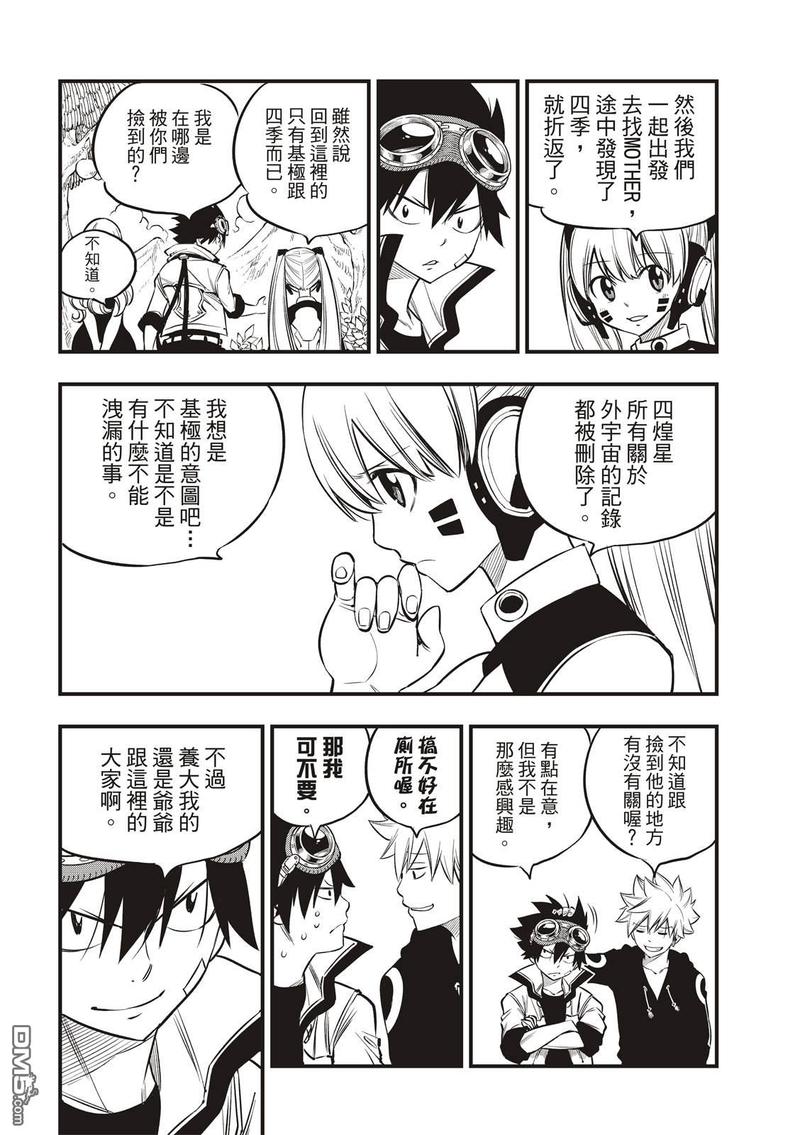 然後我們
一起出發
去找MOTHER，
途中發現了
四季，
就折返了。
雖然說
回到這裡的
只有基極跟
四季而已。
我是
在哪邊
被你們
撿到的？
不知道。
四煌星
所有關於
外宇宙的記錄
都被刪除了。
我想是
基極的意圖吧…
不知道是不是
有什麼不能
洩漏的事。
不知道跟
撿到他的地方
有沒有關喔？
有點在意，
但我不是
那麼感興趣。
搞不好在
廁所喔。
那我
可不要。
不過
養大我的
還是爺爺
跟這裡的
大家啊。
DM5.com